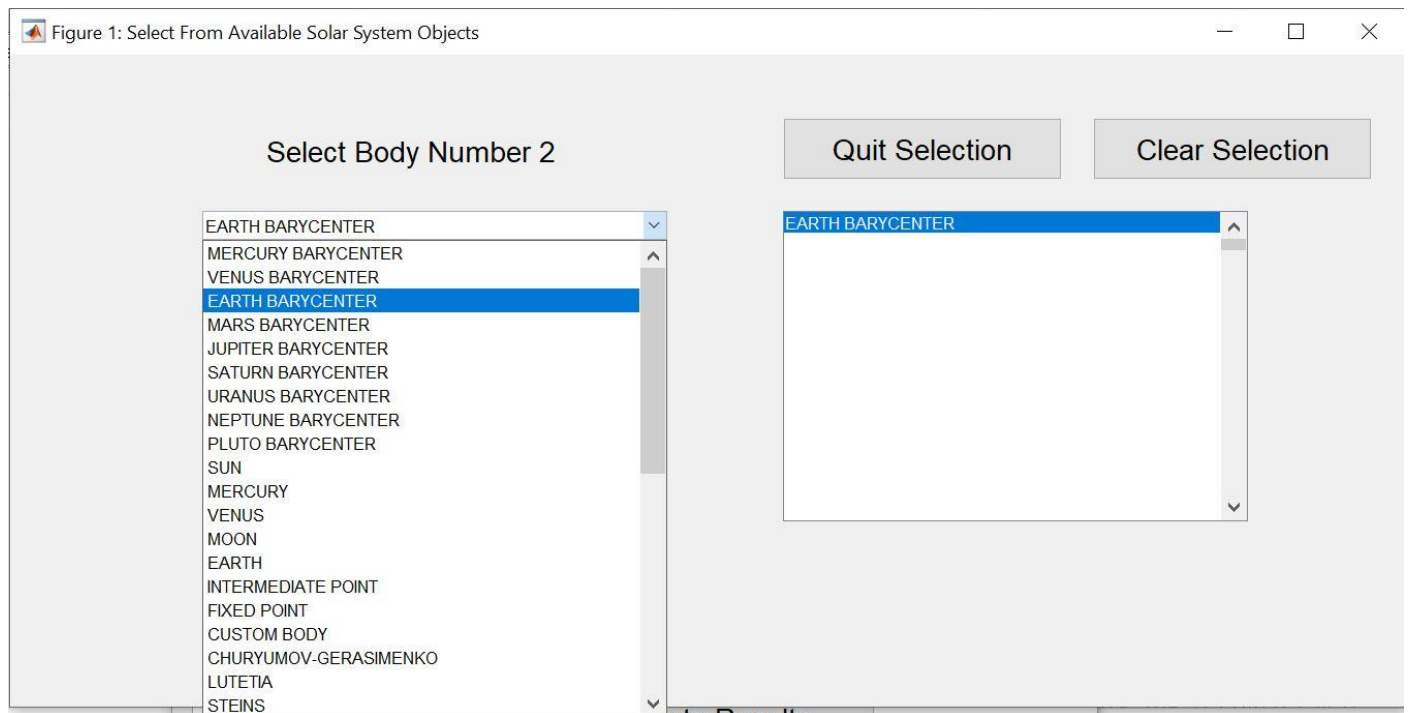 Figure 1: Select From Available Solar System Objects
Select Body Number 2
Quit Selection
Clear Selection
EARTH BARYCENTER
MERCURY BARYCENTER
VENUS BARYCENTER
EARTH BARYCENTER
MARS BARYCENTER
JUPITER BARYCENTER
SATURN BARYCENTER
URANUS BARYCENTER
NEPTUNE BARYCENTER
PLUTO BARYCENTER
SUN
MERCURY
VENUS
MOON
EARTH
INTERMEDIATE POINT
FIXED POINT
CUSTOM BODY
CHURYUMOV-GERASIMENKO
LUTETIA
STEINS
EARTH BARYCENTER